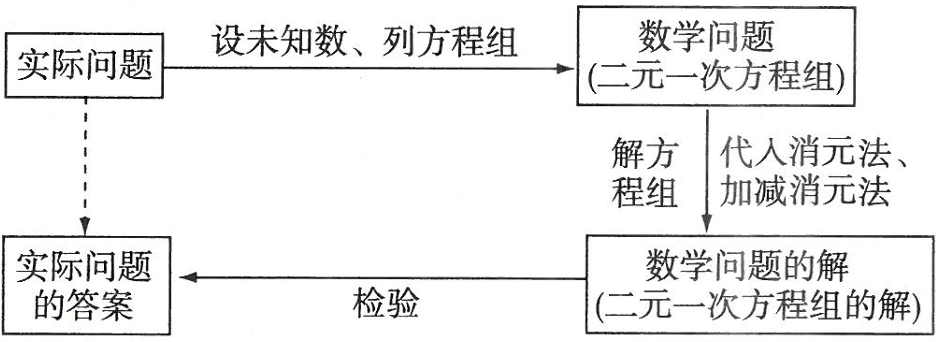 实际问题
设未知数、列方程组
数学问题
(二元一次方程组)
解方
程组
代入消元法、
加减消元法
数学问题的解
(二元一次方程组的解)
检验
实际问题
的答案